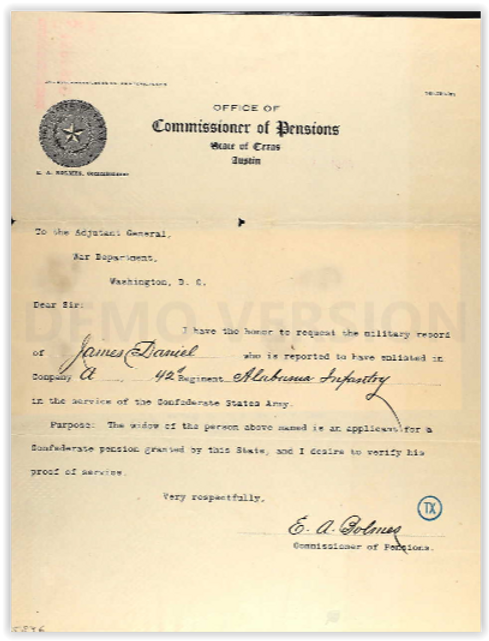 OFFICE OF
Commissioner of Pensions
State of Texas
Austin
E. A. BOLMES, Commissioner
To the Adjutant General,
War Department,
Washington, D. C.
Dear Sir:
I have the honor to request the military record
of James Daniel who is reported to have enlisted in
Company A 42d Regiment Alabama Infantry
in the service of the Confederate States Army.
Purpose: The widow of the person above named is an applicant for a
Confederate pension granted by this State, and I desire to verify his
proof of service.
Very respectfully,
TX
E. A. Bolmes
Commissioner of Pensions.
DEMO VERSION